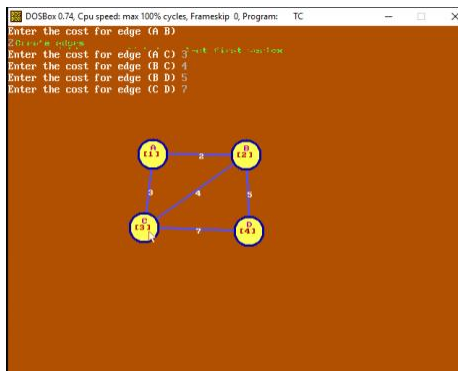 DOSBox 0.74, Cpu speed: max 100% cycles, Frameskip 0, Program: TC
Enter the cost for edge (A B)
2
Enter the cost for edge (A C) 3
Enter the cost for edge (B C) 4
Enter the cost for edge (B D) 5
Enter the cost for edge (C D) 7
A
[1]
2
B
[2]
3
4
5
C
[3]
7
D
[4]